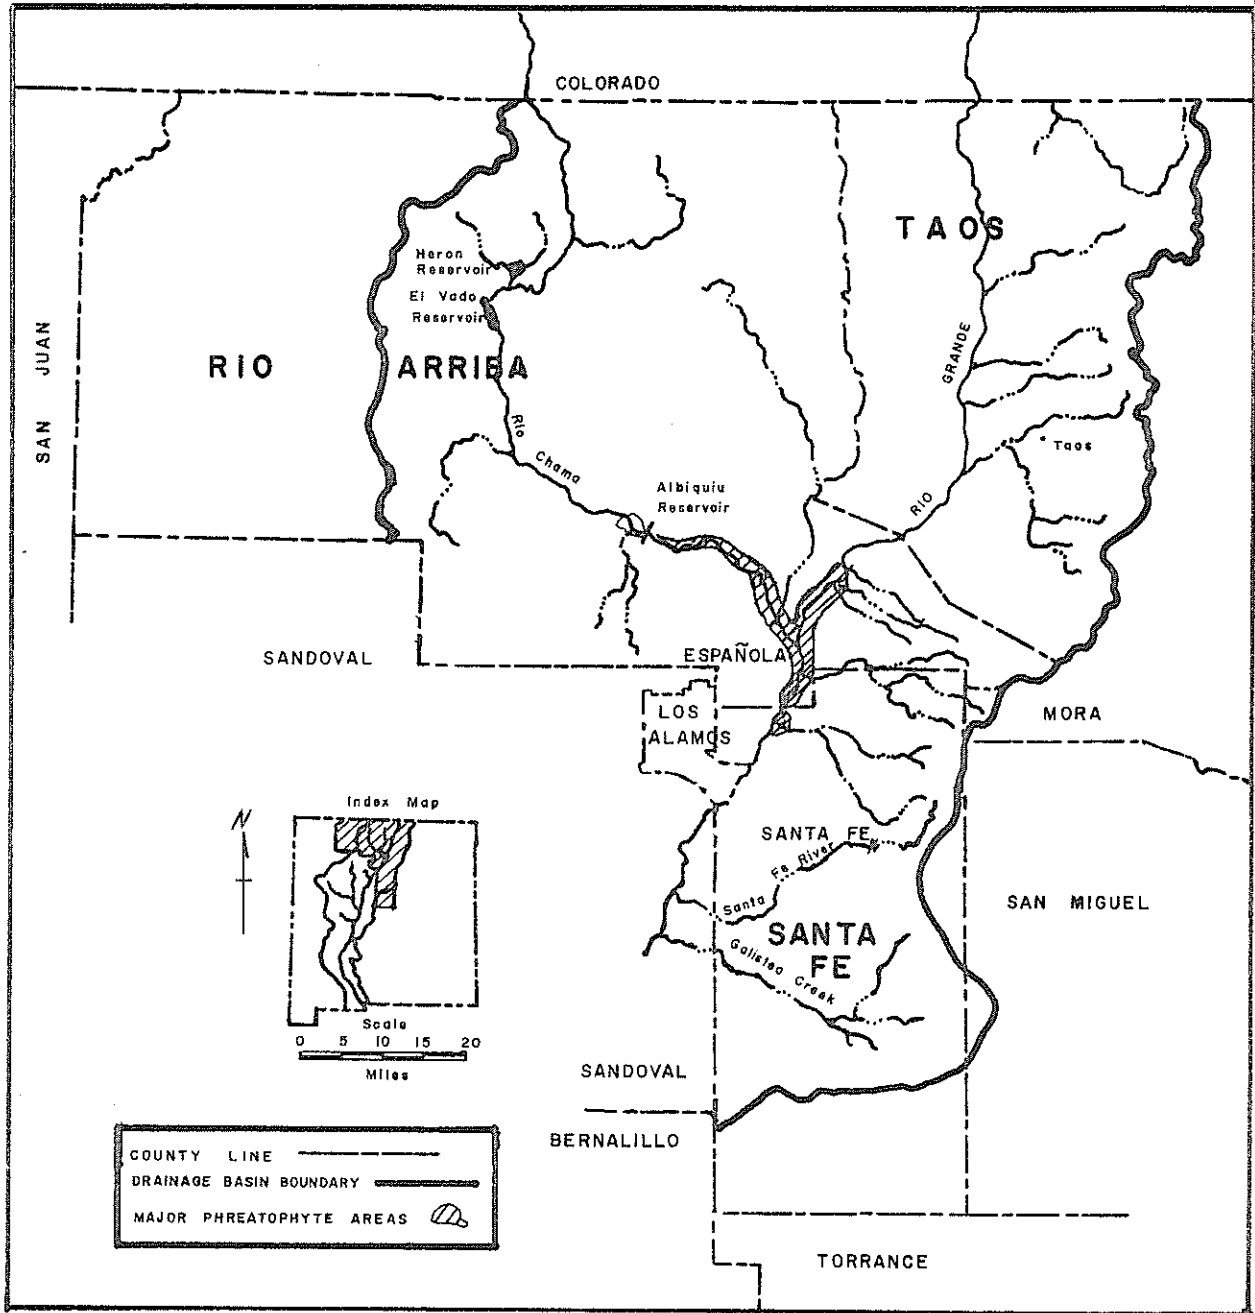 COLORADO
TAOS
Heron
Reservoir
El Vado
Reservoir
SAN JUAN
RIO ARRIBA
GRANDE
Rio
Chama
Taos
Albiquiu
Reservoir
RIO
SANDOVAL
ESPAÑOLA
LOS
ALAMOS
MORA
N
Index Map
SANTA FE
Santa Fe River
SAN MIGUEL
SANTA
FE
Galisteo Creek
Scale
0 5 10 15 20
Miles
SANDOVAL
BERNALILLO
COUNTY LINE
DRAINAGE BASIN BOUNDARY
MAJOR PHREATOPHYTE AREAS
TORRANCE